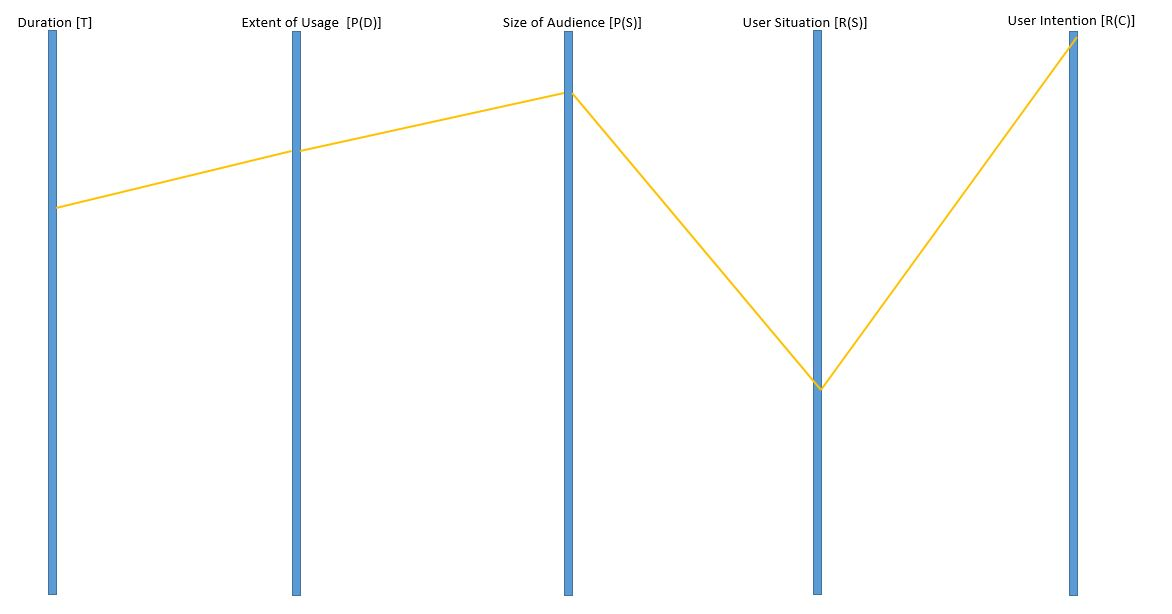 Duration [T]
Extent of Usage  [P(D)]
Size of Audience [P(S)]
User Situation [R(S)]
User Intention [R(C)]